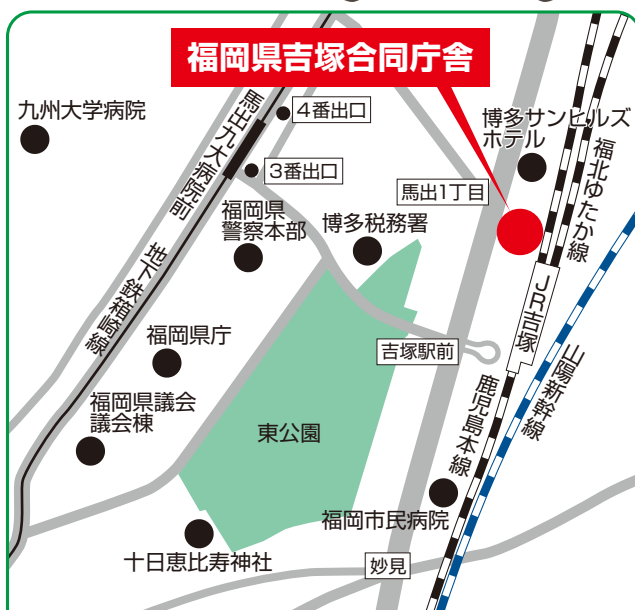 福岡県吉塚合同庁舎
九州大学病院
馬出九大病院前
4番出口
3番出口
博多サンヒルズ
ホテル
馬出1丁目
福北ゆたか線
福岡県
警察本部
博多税務署
地下鉄箱崎線
JR吉塚
福岡県庁
吉塚駅前
山陽新幹線
鹿児島本線
福岡県議会
議会棟
東公園
福岡市民病院
十日恵比寿神社
妙見